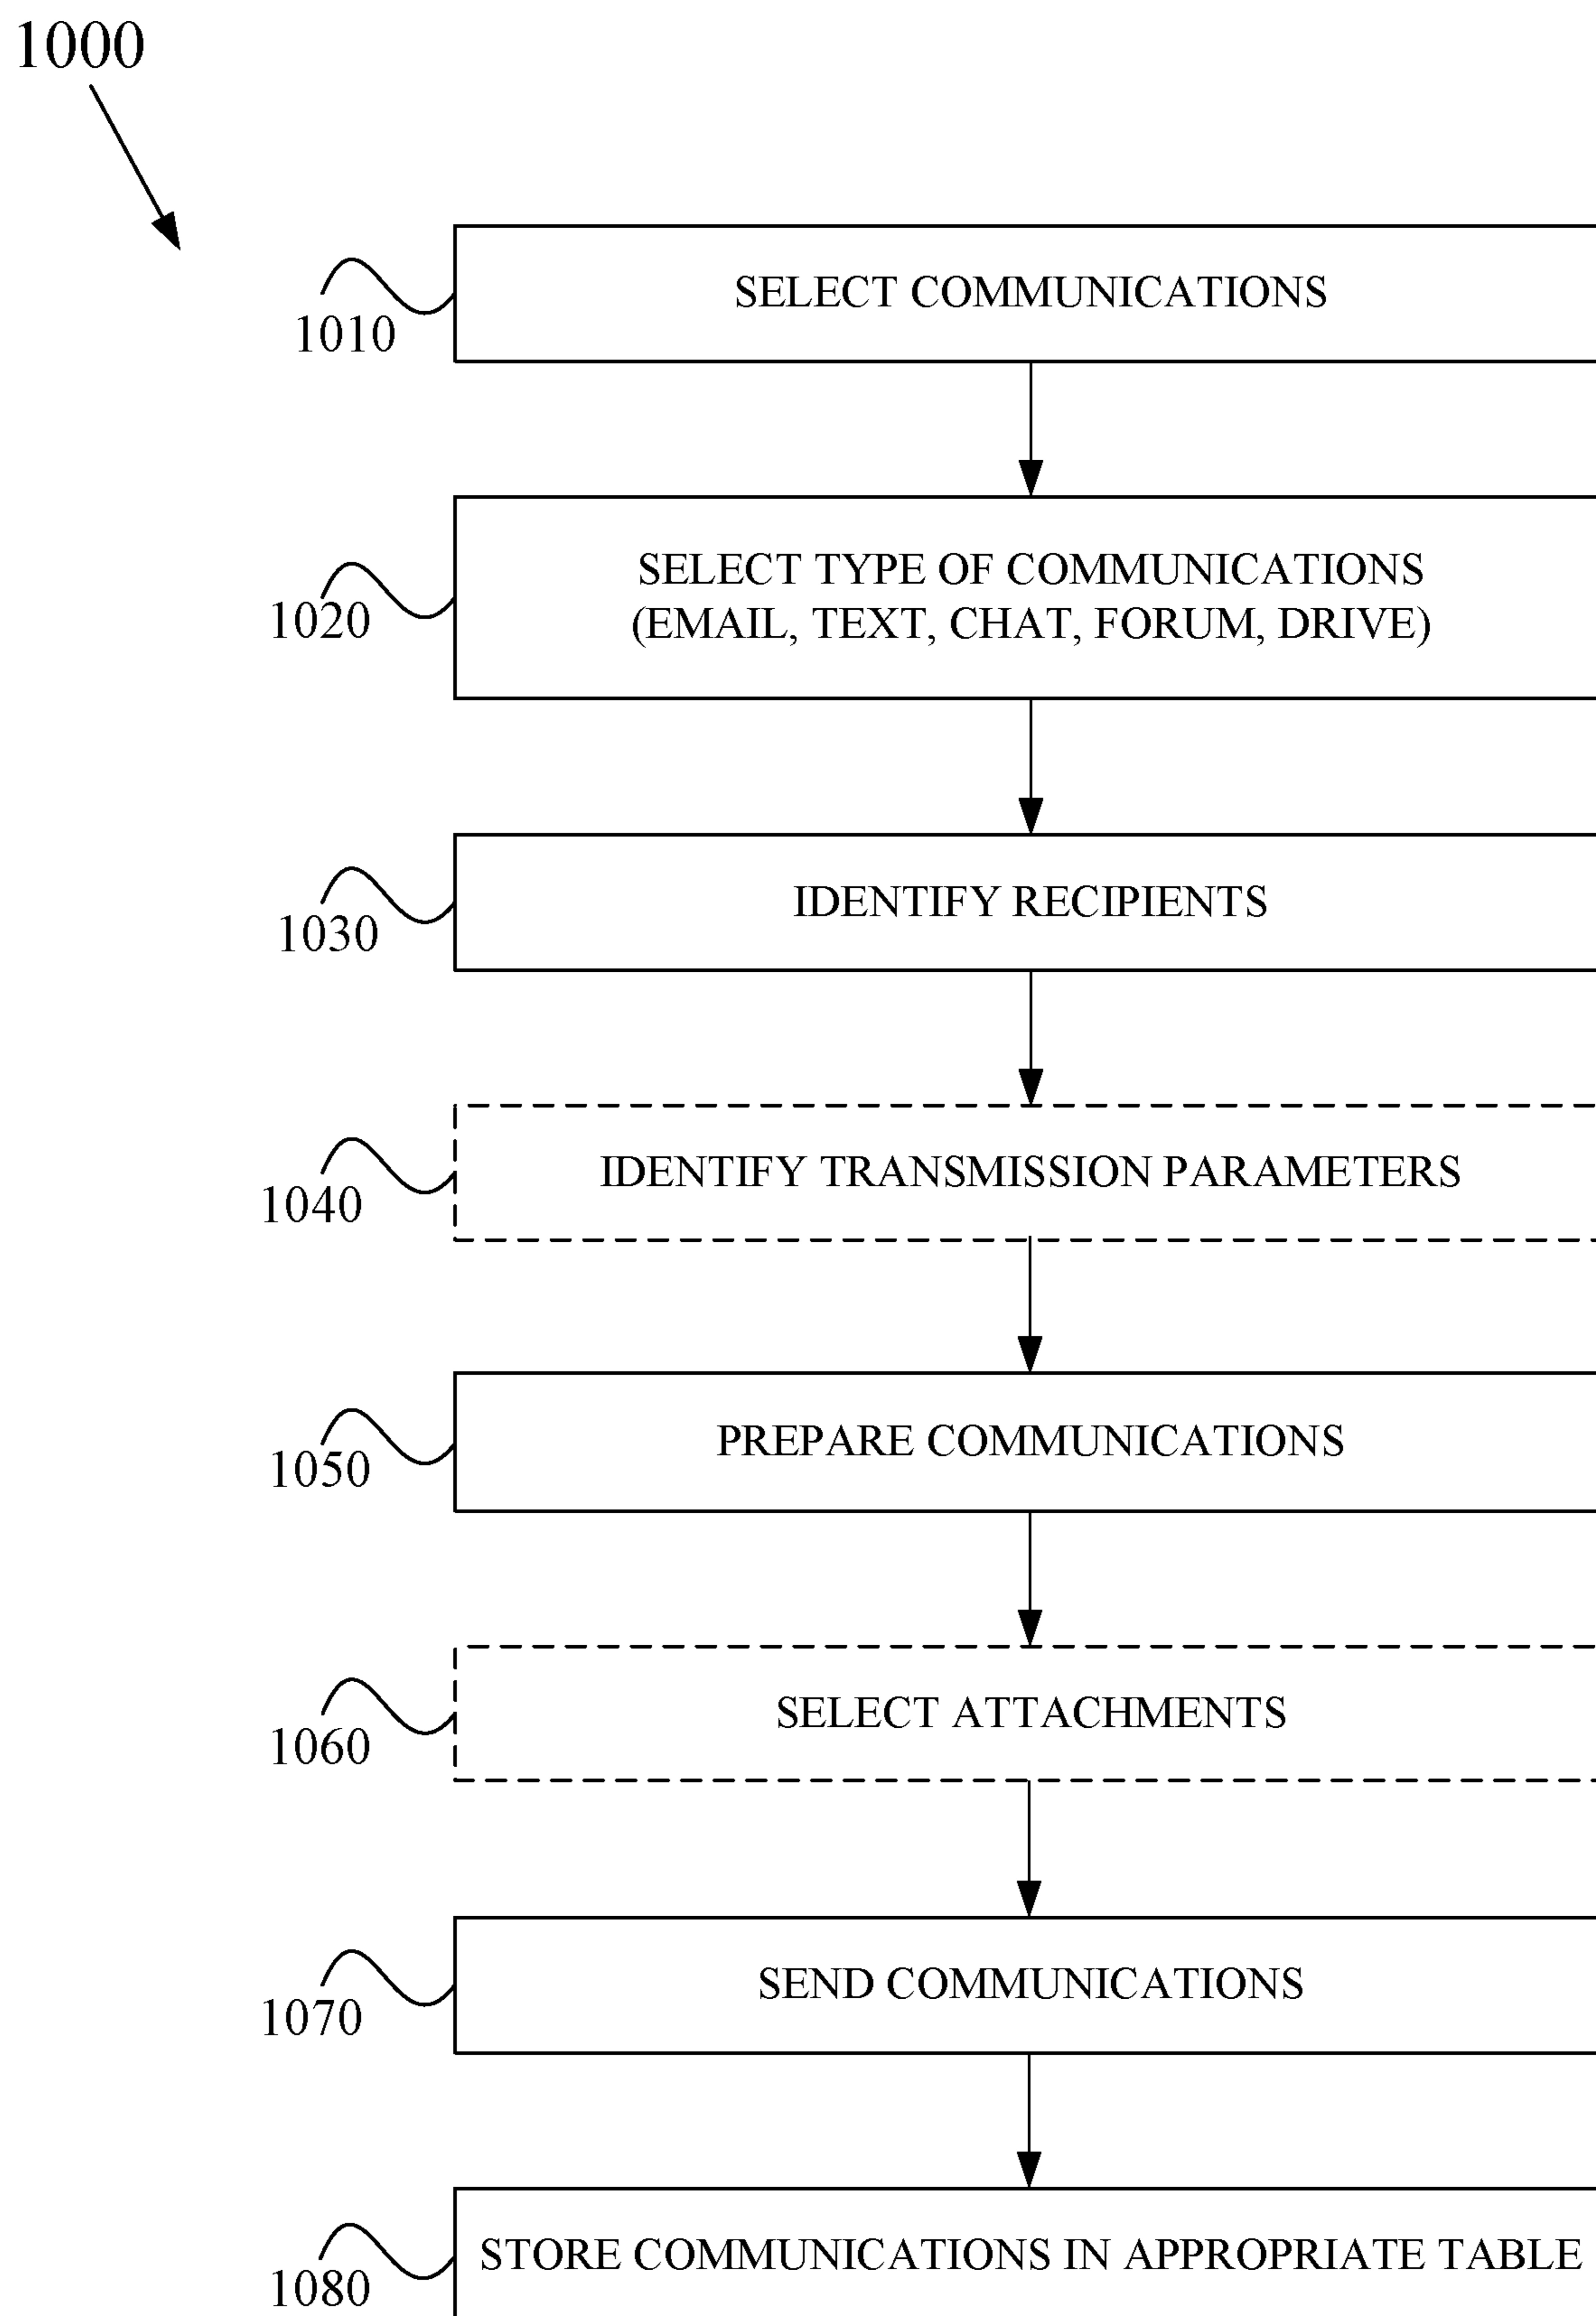 1000
SELECT COMMUNICATIONS
1010
SELECT TYPE OF COMMUNICATIONS
(EMAIL, TEXT, CHAT, FORUM, DRIVE)
1020
IDENTIFY RECIPIENTS
1030
IDENTIFY TRANSMISSION PARAMETERS
1040
PREPARE COMMUNICATIONS
1050
SELECT ATTACHMENTS
1060
SEND COMMUNICATIONS
1070
STORE COMMUNICATIONS IN APPROPRIATE TABLE
1080